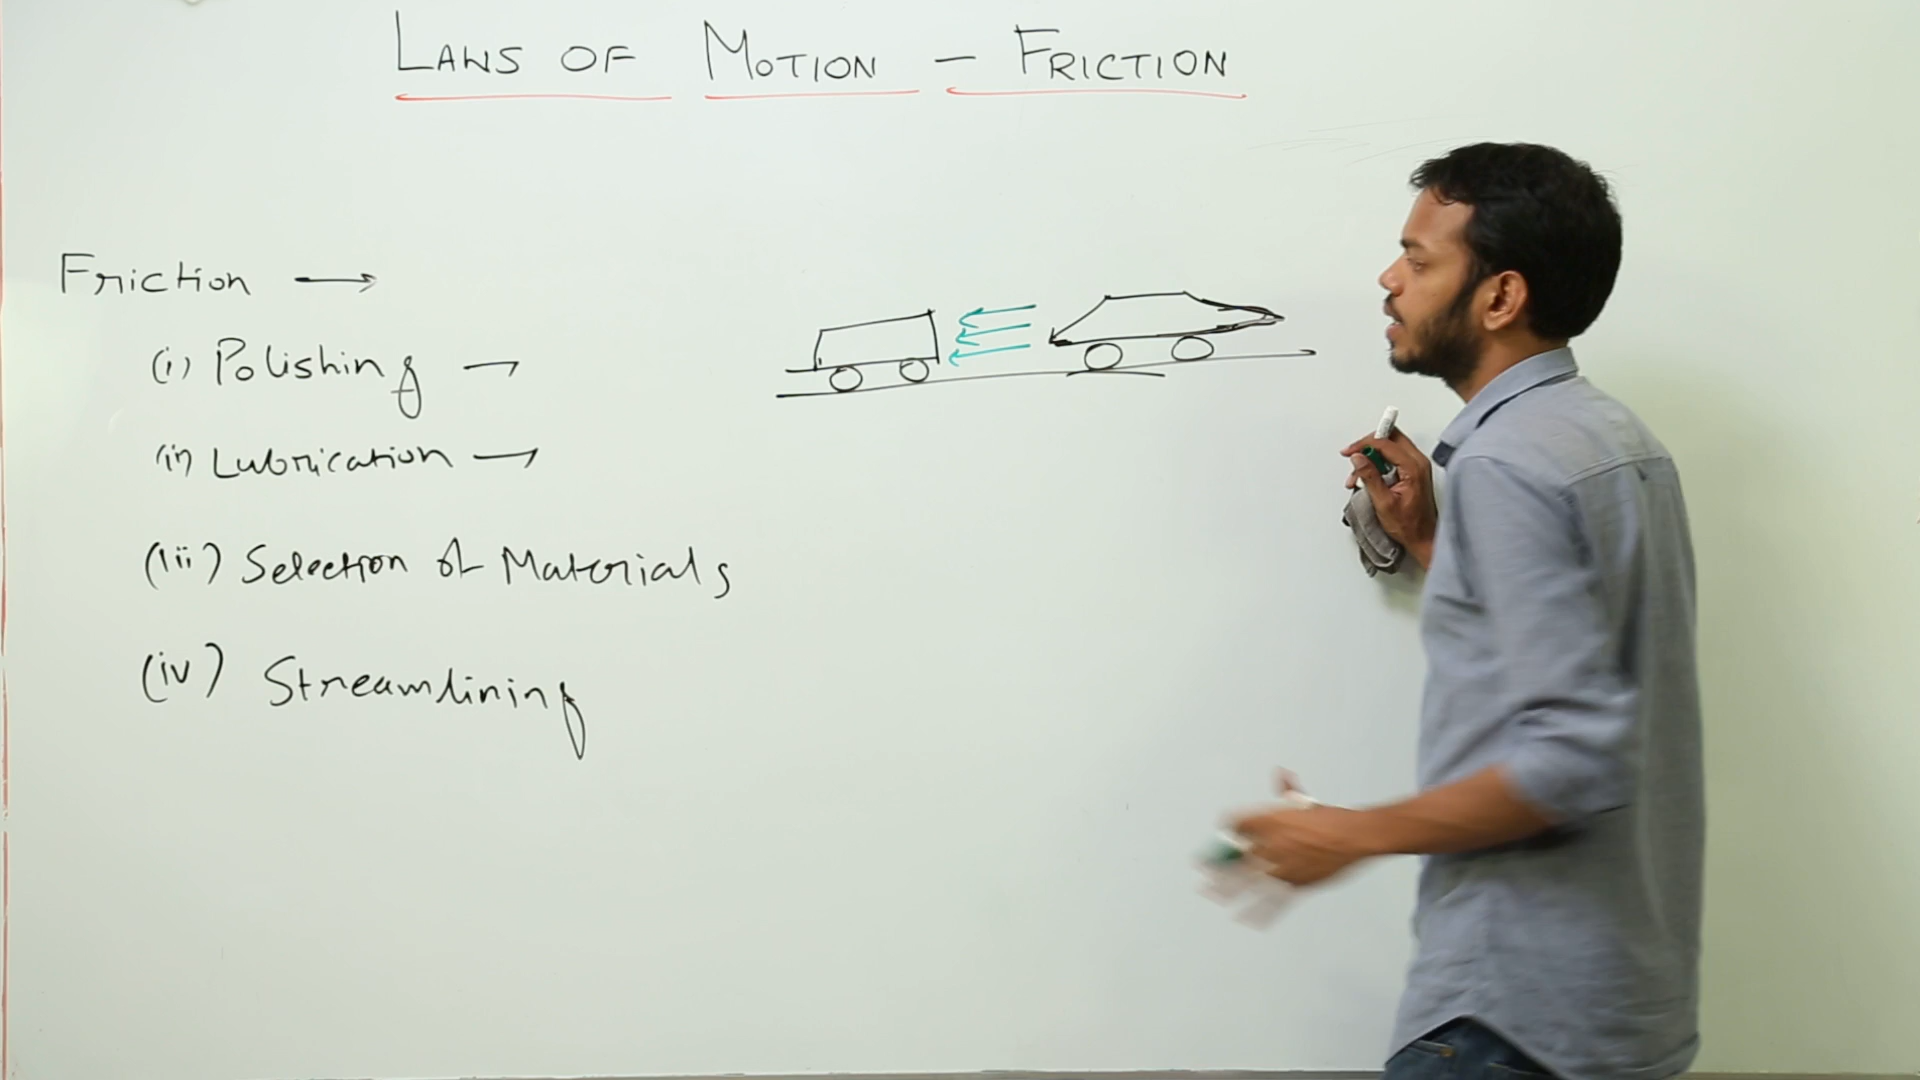 LAWS OF MOTION - FRICTION
Friction →
(i) Polishing →
(ii) Lubrication →
(iii) Selection of Materials
(iv) Streamlining